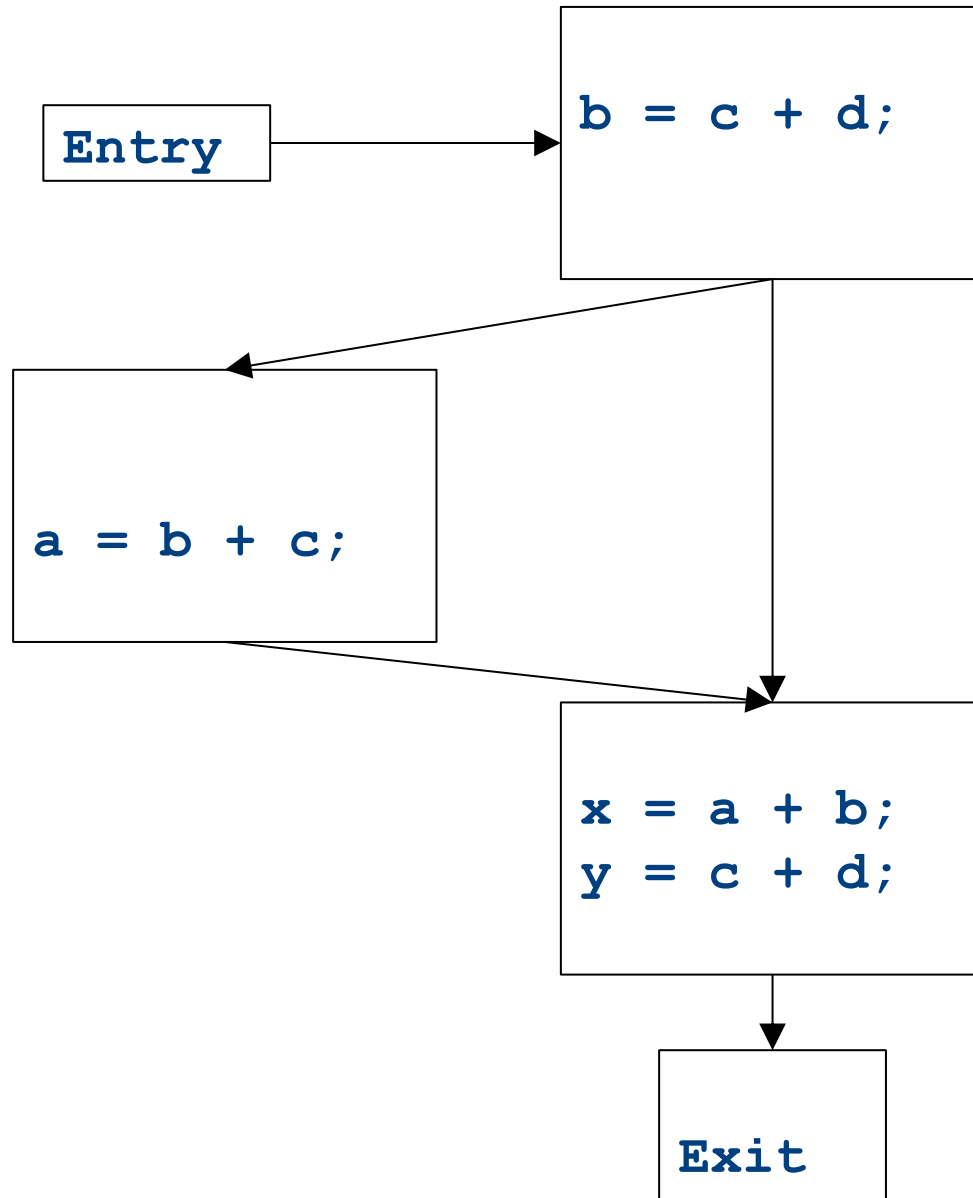 Entry
b = c + d;
a = b + c;
x = a + b;
y = c + d;
Exit